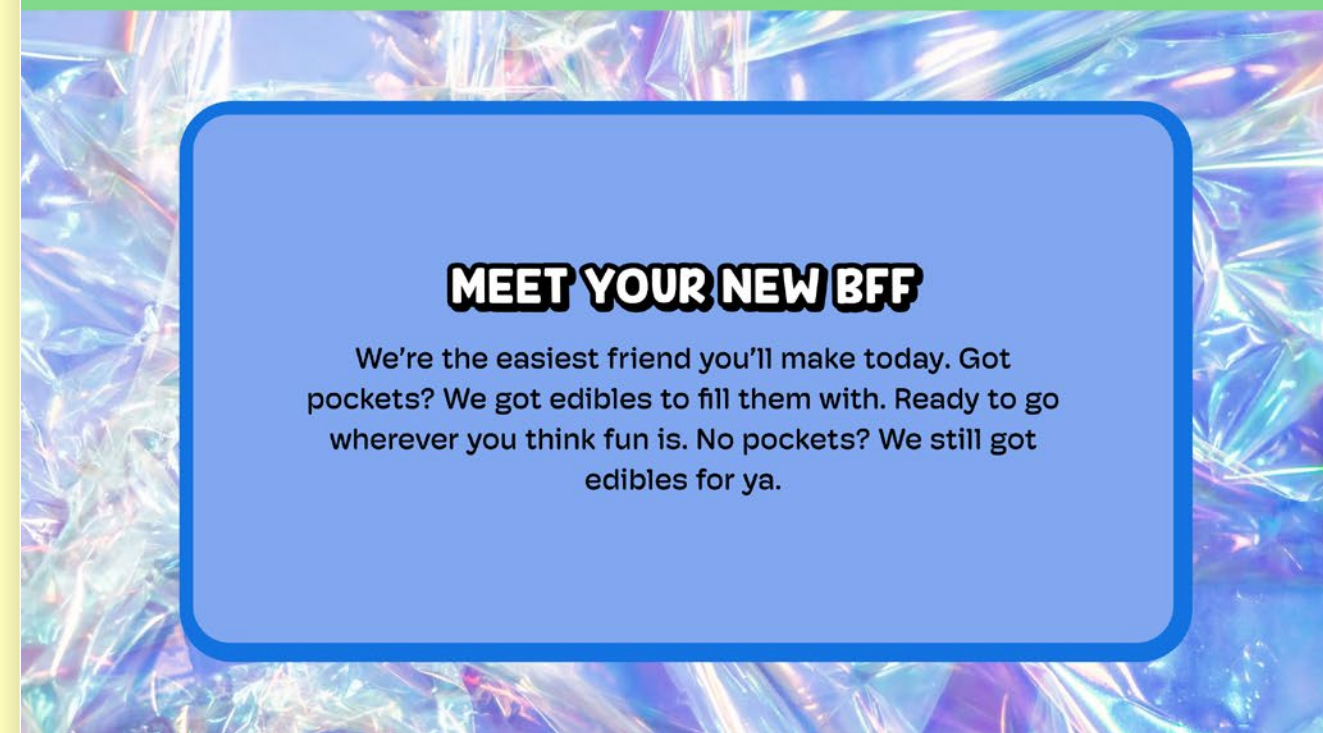 MEET YOUR NEW BFF
We’re the easiest friend you’ll make today. Got
pockets? We got edibles to fill them with. Ready to go
wherever you think fun is. No pockets? We still got
edibles for ya.